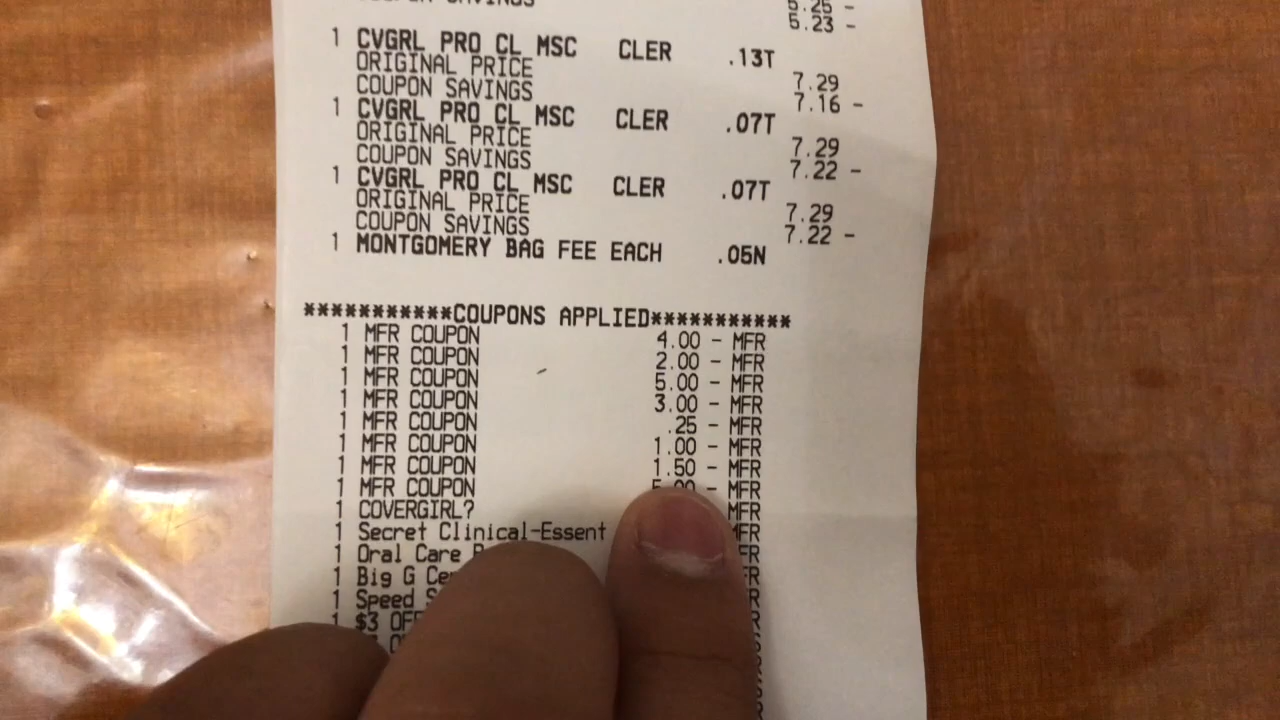 SAVINGS
5.25 -
5.23 -
1 CVGRL PRO CL MSC CLER .13T
ORIGINAL PRICE 7.29
COUPON SAVINGS 7.16 -
1 CVGRL PRO CL MSC CLER .07T
ORIGINAL PRICE 7.29
COUPON SAVINGS 7.22 -
1 CVGRL PRO CL MSC CLER .07T
ORIGINAL PRICE 7.29
COUPON SAVINGS 7.22 -
1 MONTGOMERY BAG FEE EACH .05N
***********COUPONS APPLIED***********
1 MFR COUPON 4.00 - MFR
1 MFR COUPON 2.00 - MFR
1 MFR COUPON 5.00 - MFR
1 MFR COUPON 3.00 - MFR
1 MFR COUPON .25 - MFR
1 MFR COUPON 1.00 - MFR
1 MFR COUPON 1.50 - MFR
1 MFR COUPON - MFR
1 COVERGIRL? MFR
1 Secret Clinical-Essent
1 Oral Care
1 Big G
1 Speed
1 $3